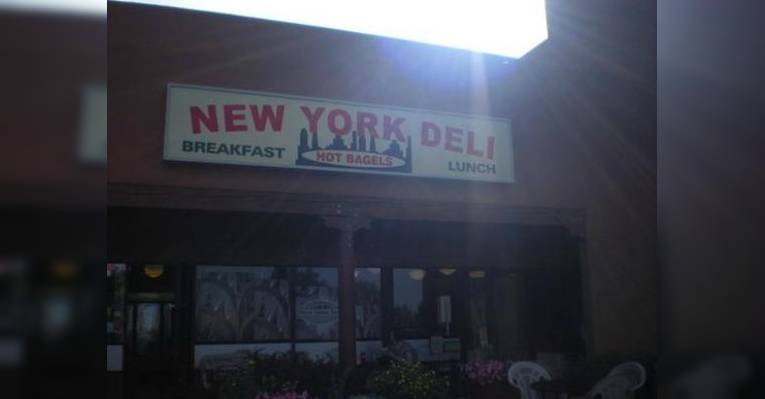 NEW YORK DELI
BREAKFAST
HOT BAGELS
LUNCH